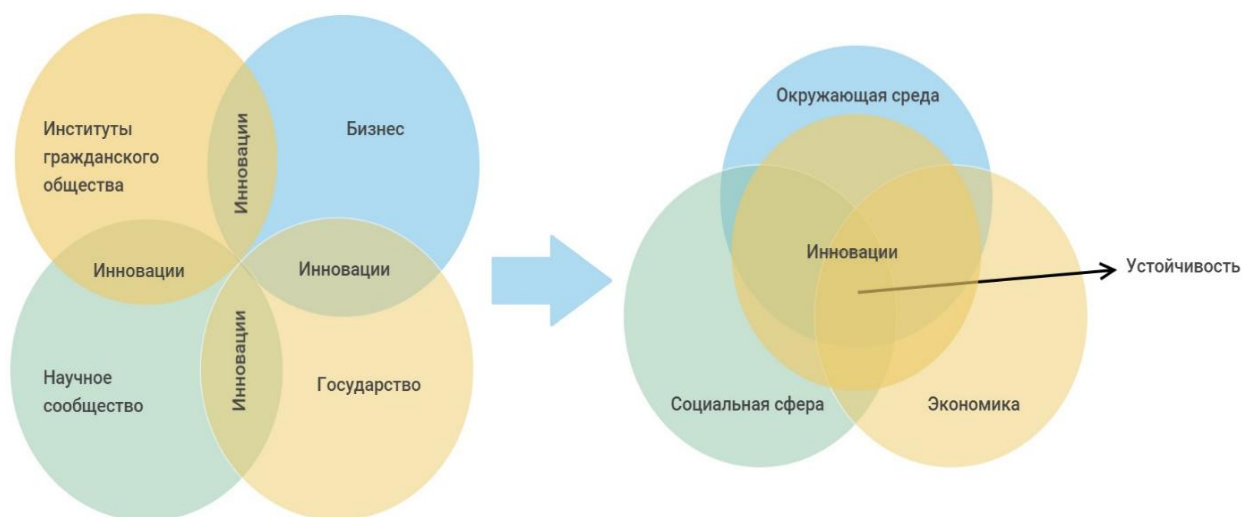 Институты
гражданского
общества
Инновации
Бизнес
Инновации
Инновации
Научное
сообщество
Инновации
Государство
Окружающая среда
Инновации
Устойчивость
Социальная сфера
Экономика